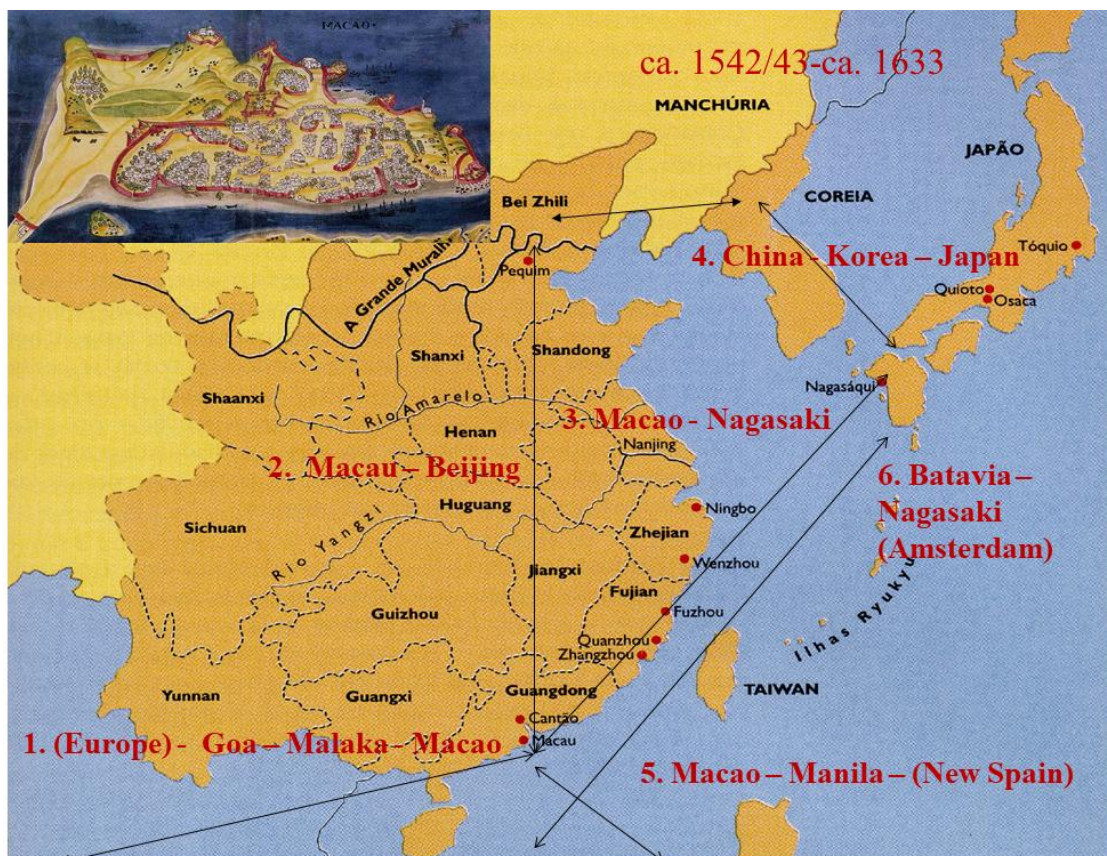 MACAO
ca. 1542/43-ca. 1633
MANCHÚRIA
JAPÃO
Bei Zhili
COREIA
Tóquio
4. China - Korea – Japan
A Grande Muralh
Pequim
Quioto
Osaca
Shanxi
Shandong
Shaanxi
Nagasáqui
Rio Amarelo
Henan
3. Macao - Nagasaki
Nanjing
2. Macau – Beijing
6. Batavia –
Nagasaki
(Amsterdam)
Huguang
Ningbo
Sichuan
Rio Yangzi
Zhejian
Jiangxi
Wenzhou
Fujian
Guizhou
Fuzhou
Ilhas Ryukyu
Quanzhou
Zhangzhou
Yunnan
Guangxi
Guangdong
TAIWAN
Cantão
1. (Europe) - Goa – Malaka - Macao
Macau
5. Macao – Manila – (New Spain)